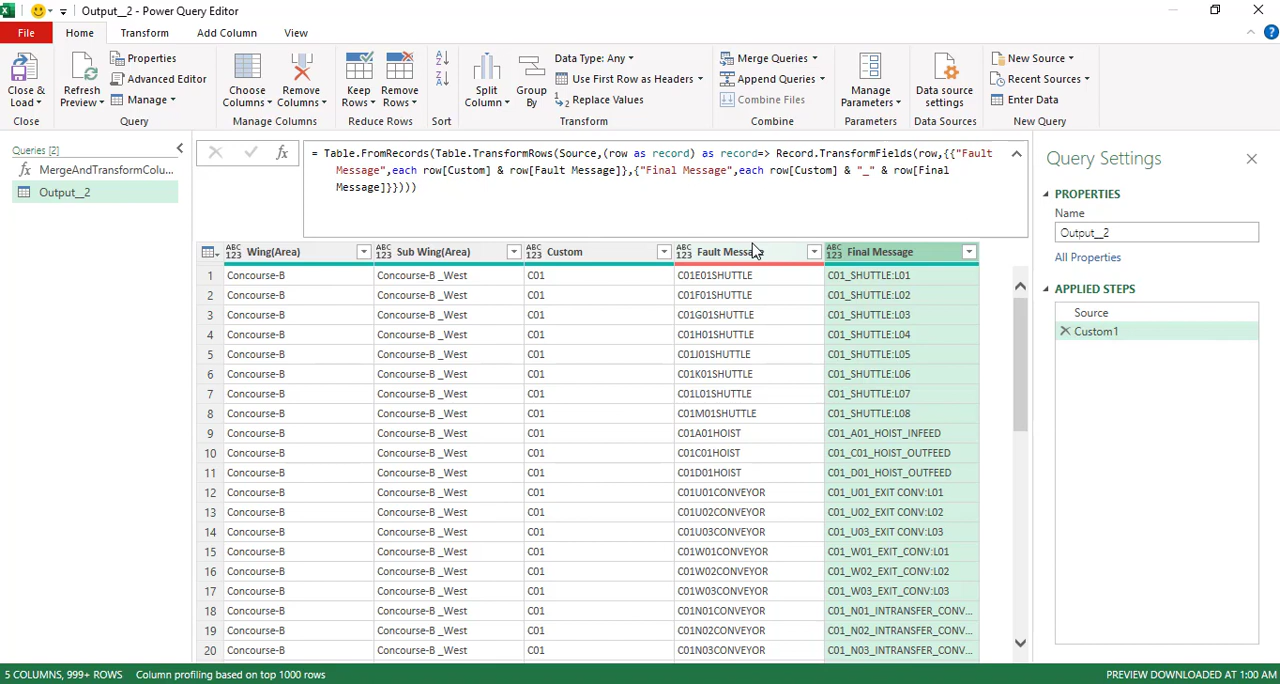 Output__2 - Power Query Editor
File Home Transform Add Column View
Close & Load
Close
Refresh Preview
Properties
Advanced Editor
Manage
Query
Choose Columns
Remove Columns
Manage Columns
Keep Rows
Remove Rows
Reduce Rows
Sort
Split Column
Group By
Data Type: Any
Use First Row as Headers
Replace Values
Transform
Merge Queries
Append Queries
Combine Files
Combine
Manage Parameters
Parameters
Data source settings
Data Sources
New Source
Recent Sources
Enter Data
New Query
Queries [2]
MergeAndTransformColu...
Output__2
= Table.FromRecords(Table.TransformRows(Source,(row as record) as record=> Record.TransformFields(row,{{"Fault
Message",each row[Custom] & row[Fault Message]},{"Final Message",each row[Custom] & "_" & row[Final
Message]}})))
ABC 123 Wing(Area) ABC 123 Sub Wing(Area) ABC 123 Custom ABC 123 Fault Message ABC 123 Final Message
1 Concourse-B Concourse-B _West C01 C01E01SHUTTLE C01_SHUTTLE:L01
2 Concourse-B Concourse-B _West C01 C01F01SHUTTLE C01_SHUTTLE:L02
3 Concourse-B Concourse-B _West C01 C01G01SHUTTLE C01_SHUTTLE:L03
4 Concourse-B Concourse-B _West C01 C01H01SHUTTLE C01_SHUTTLE:L04
5 Concourse-B Concourse-B _West C01 C01J01SHUTTLE C01_SHUTTLE:L05
6 Concourse-B Concourse-B _West C01 C01K01SHUTTLE C01_SHUTTLE:L06
7 Concourse-B Concourse-B _West C01 C01L01SHUTTLE C01_SHUTTLE:L07
8 Concourse-B Concourse-B _West C01 C01M01SHUTTLE C01_SHUTTLE:L08
9 Concourse-B Concourse-B _West C01 C01A01HOIST C01_A01_HOIST_INFEED
10 Concourse-B Concourse-B _West C01 C01C01HOIST C01_C01_HOIST_OUTFEED
11 Concourse-B Concourse-B _West C01 C01D01HOIST C01_D01_HOIST_OUTFEED
12 Concourse-B Concourse-B _West C01 C01U01CONVEYOR C01_U01_EXIT CONV:L01
13 Concourse-B Concourse-B _West C01 C01U02CONVEYOR C01_U02_EXIT CONV:L02
14 Concourse-B Concourse-B _West C01 C01U03CONVEYOR C01_U03_EXIT CONV:L03
15 Concourse-B Concourse-B _West C01 C01W01CONVEYOR C01_W01_EXIT_CONV:L01
16 Concourse-B Concourse-B _West C01 C01W02CONVEYOR C01_W02_EXIT_CONV:L02
17 Concourse-B Concourse-B _West C01 C01W03CONVEYOR C01_W03_EXIT_CONV:L03
18 Concourse-B Concourse-B _West C01 C01N01CONVEYOR C01_N01_INTRANSFER_CONV...
19 Concourse-B Concourse-B _West C01 C01N02CONVEYOR C01_N02_INTRANSFER_CONV...
20 Concourse-B Concourse-B _West C01 C01N03CONVEYOR C01_N03_INTRANSFER_CONV...
Query Settings
PROPERTIES
Name
Output__2
All Properties
APPLIED STEPS
Source
Custom1
5 COLUMNS, 999+ ROWS Column profiling based on top 1000 rows PREVIEW DOWNLOADED AT 1:00 AM